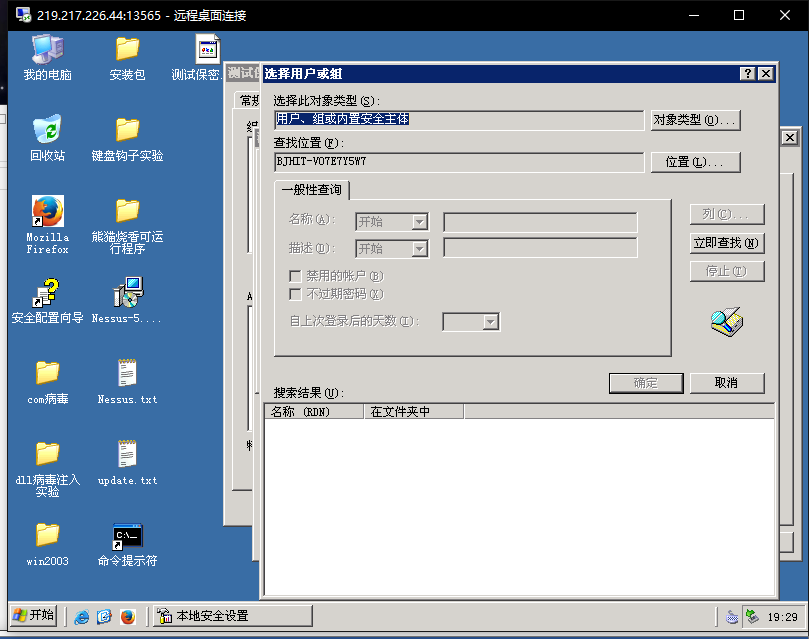 219.217.226.44:13565 - 远程桌面连接
我的电脑
安装包
测试保密.
回收站
键盘钩子实验
Mozilla
Firefox
熊猫烧香可运
行程序
安全配置向导
Nessus-5....
com病毒
Nessus.txt
dll病毒注入
实验
update.txt
win2003
命令提示符
常规
选择用户或组
选择此对象类型(S):
用户、组或内置安全主体
对象类型(O)...
查找位置(F):
BJHIT-VO7E7Y5W7
位置(L)...
一般性查询
名称(A):
开始
描述(D):
开始
禁用的帐户(B)
不过期密码(X)
自上次登录后的天数(I):
列(C)...
立即查找(N)
停止(T)
确定
取消
搜索结果(U):
名称 (RDN)
在文件夹中
开始
本地安全设置
19:29